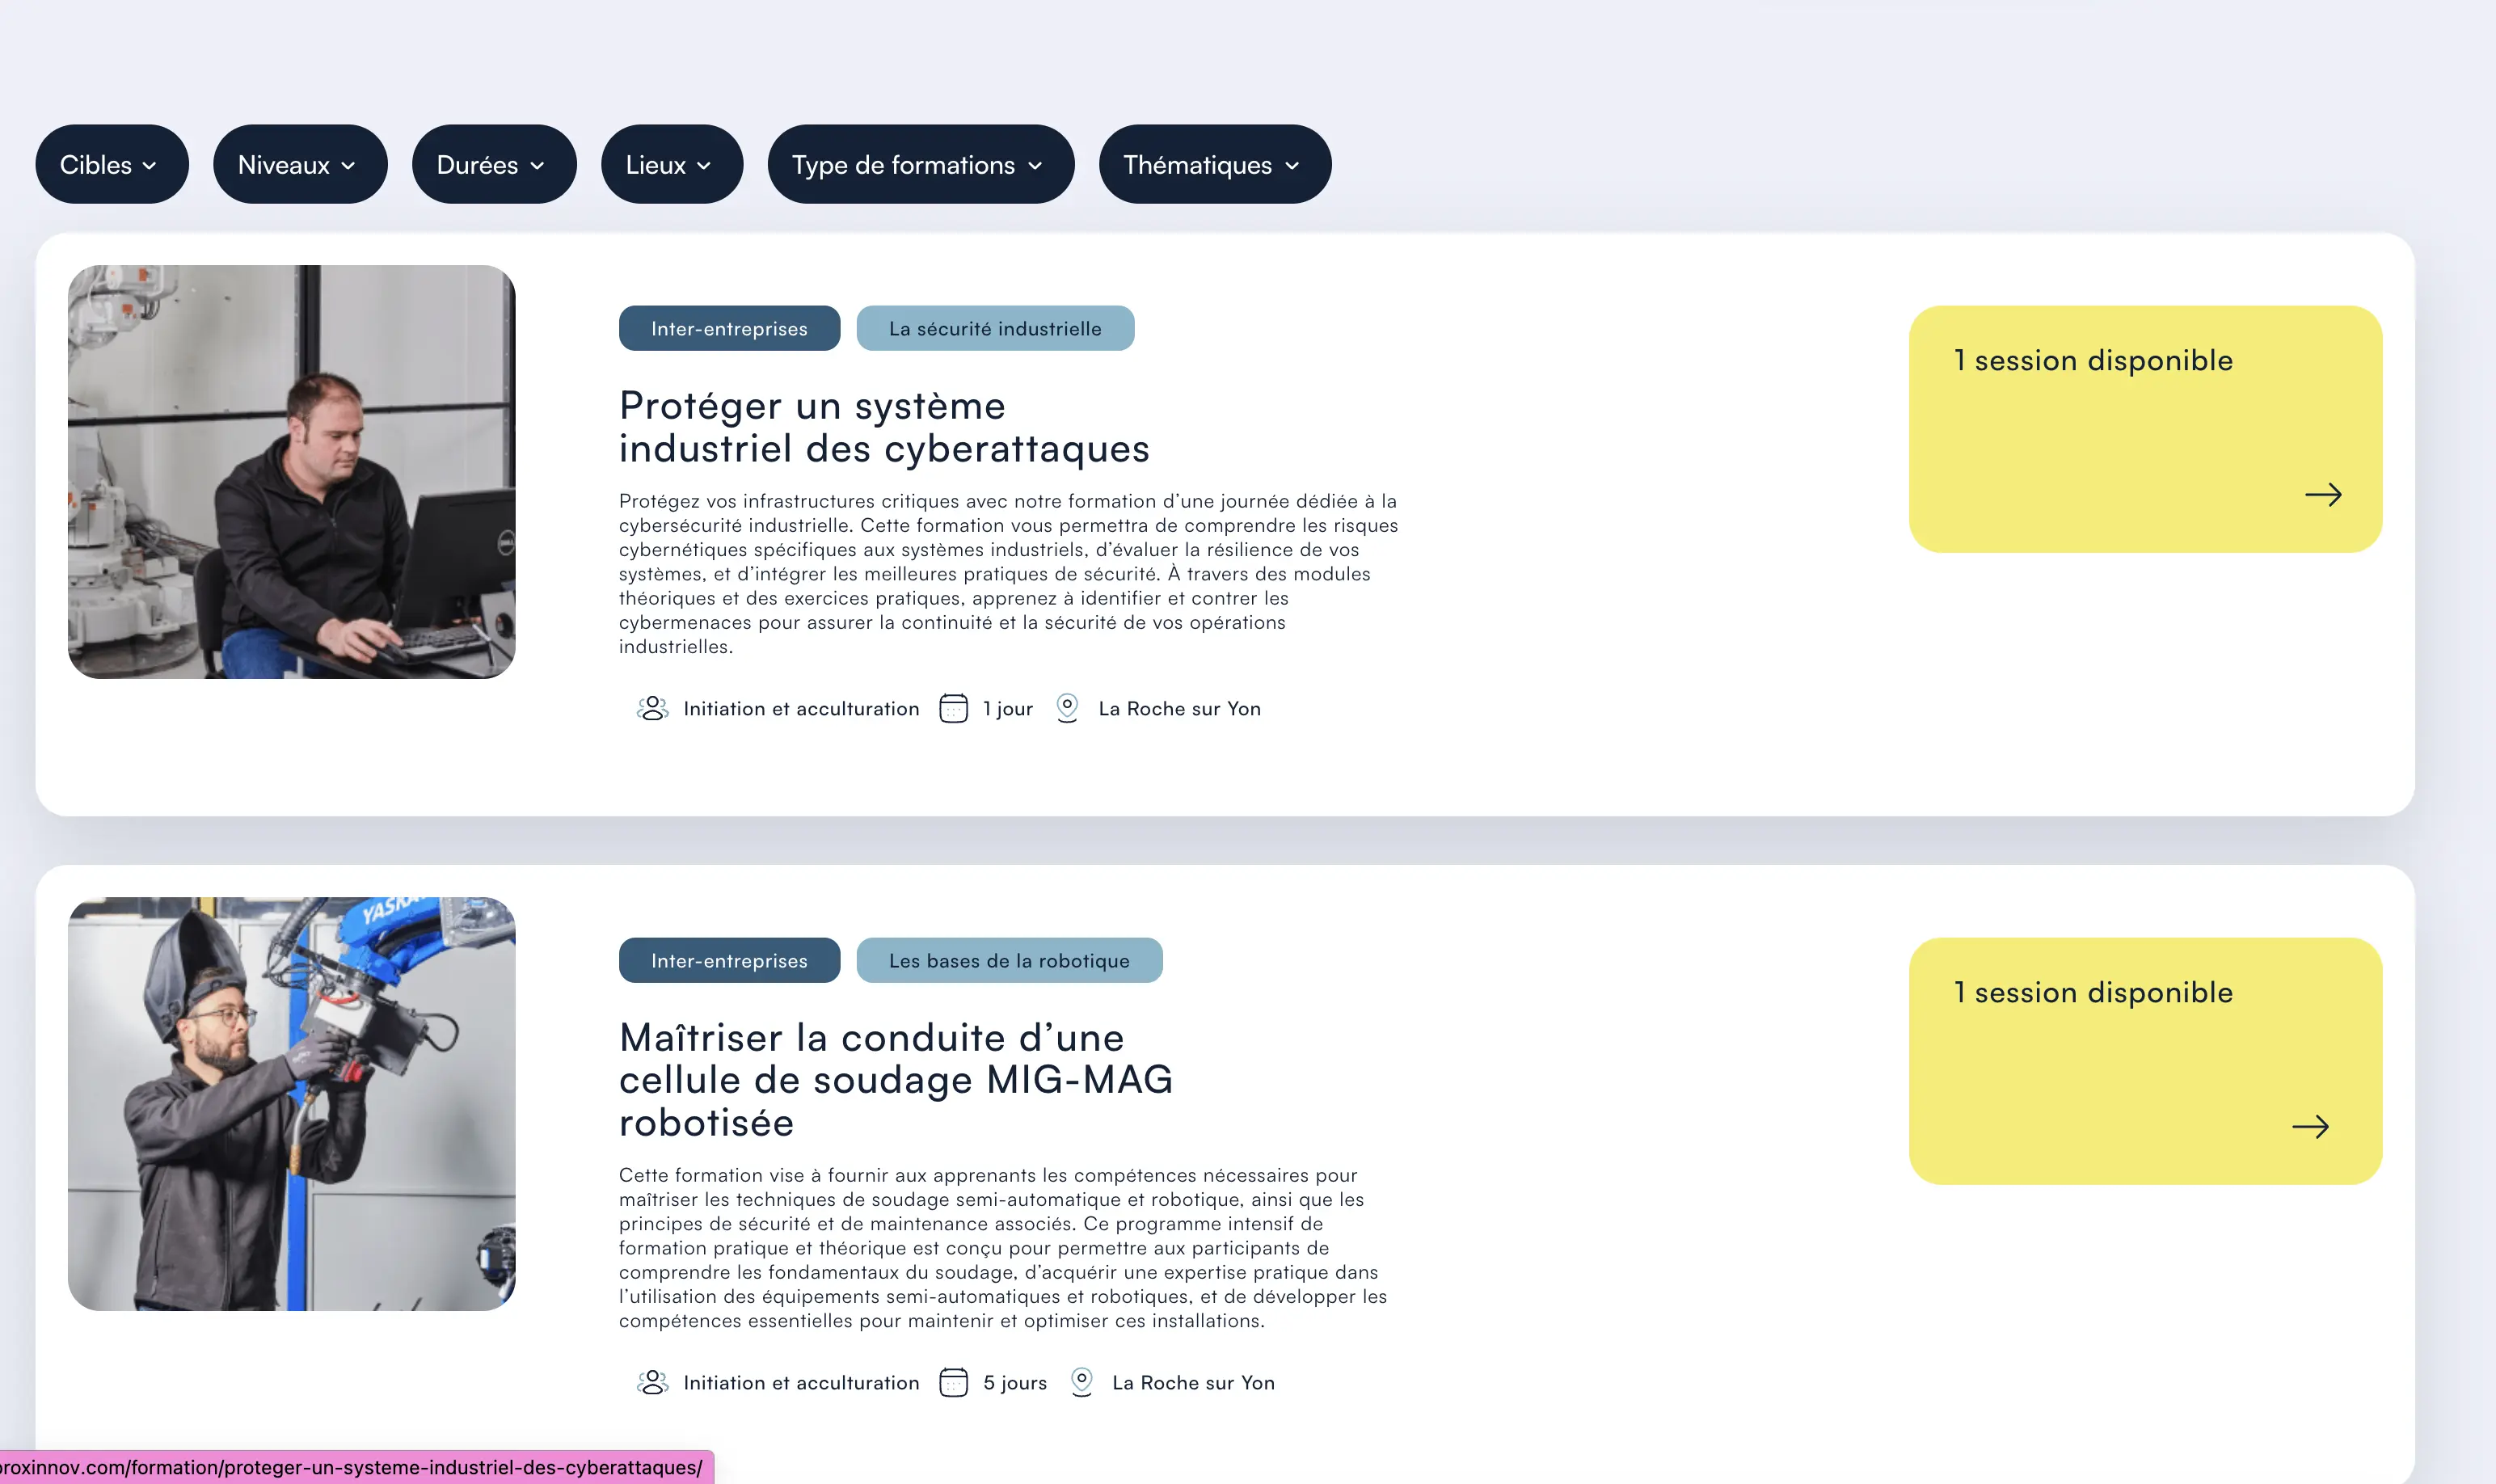 Cibles
Niveaux
Durées
Lieux
Type de formations
Thématiques
Inter-entreprises
La sécurité industrielle
Protéger un système
industriel des cyberattaques
Protégez vos infrastructures critiques avec notre formation d’une journée dédiée à la
cybersécurité industrielle. Cette formation vous permettra de comprendre les risques
cybernétiques spécifiques aux systèmes industriels, d’évaluer la résilience de vos
systèmes, et d’intégrer les meilleures pratiques de sécurité. À travers des modules
théoriques et des exercices pratiques, apprenez à identifier et contrer les
cybermenaces pour assurer la continuité et la sécurité de vos opérations
industrielles.
Initiation et acculturation
1 jour
La Roche sur Yon
1 session disponible
Inter-entreprises
Les bases de la robotique
Maîtriser la conduite d’une
cellule de soudage MIG-MAG
robotisée
Cette formation vise à fournir aux apprenants les compétences nécessaires pour
maîtriser les techniques de soudage semi-automatique et robotique, ainsi que les
principes de sécurité et de maintenance associés. Ce programme intensif de
formation pratique et théorique est conçu pour permettre aux participants de
comprendre les fondamentaux du soudage, d’acquérir une expertise pratique dans
l’utilisation des équipements semi-automatiques et robotiques, et de développer les
compétences essentielles pour maintenir et optimiser ces installations.
Initiation et acculturation
5 jours
La Roche sur Yon
1 session disponible
roxinnov.com/formation/proteger-un-systeme-industriel-des-cyberattaques/